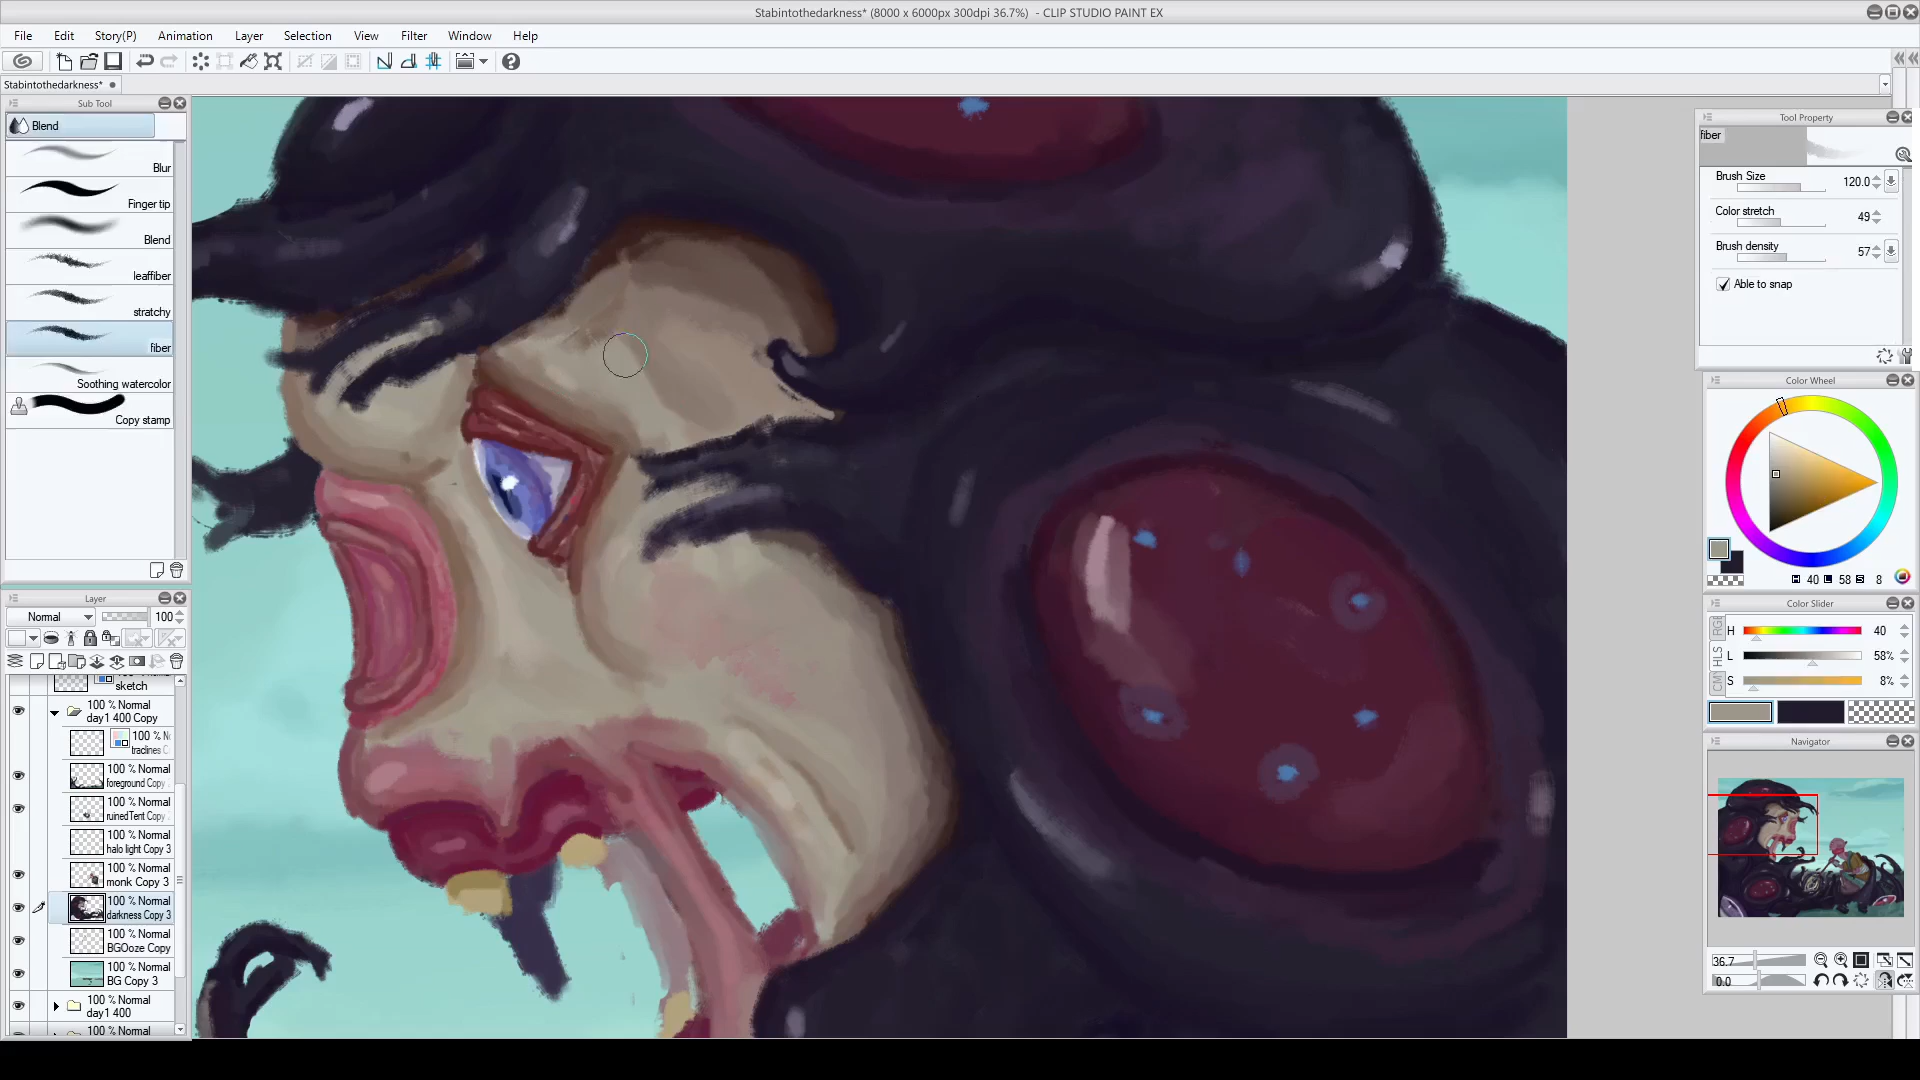 Stabintothedarkness* (8000 x 6000px 300dpi 36.7%) - CLIP STUDIO PAINT EX
File Edit Story(P) Animation Layer Selection View Filter Window Help
Stabintothedarkness*
Sub Tool
Blend
Blur
Finger tip
Blend
leaffiber
stratchy
fiber
Soothing watercolor
Copy stamp
Layer
Normal 100
sketch
100 % Normal
day1 400 Copy
100 % N
traclines C
100 % Normal
foreground Copy
100 % Normal
ruinedTent Copy
100 % Normal
halo light Copy 3
100 % Normal
monk Copy 3
100 % Normal
darkness Copy 3
100 % Normal
BGOoze Copy
100 % Normal
BG Copy 3
100 % Normal
day1 400
100 % Normal
Tool Property
fiber
Brush Size 120.0
Color stretch 49
Brush density 57
Able to snap
Color Wheel
H 40 L 58 S 8
Color Slider
RGB
HLS
CM
H 40
L 58%
S 8%
Navigator
36.7
0.0